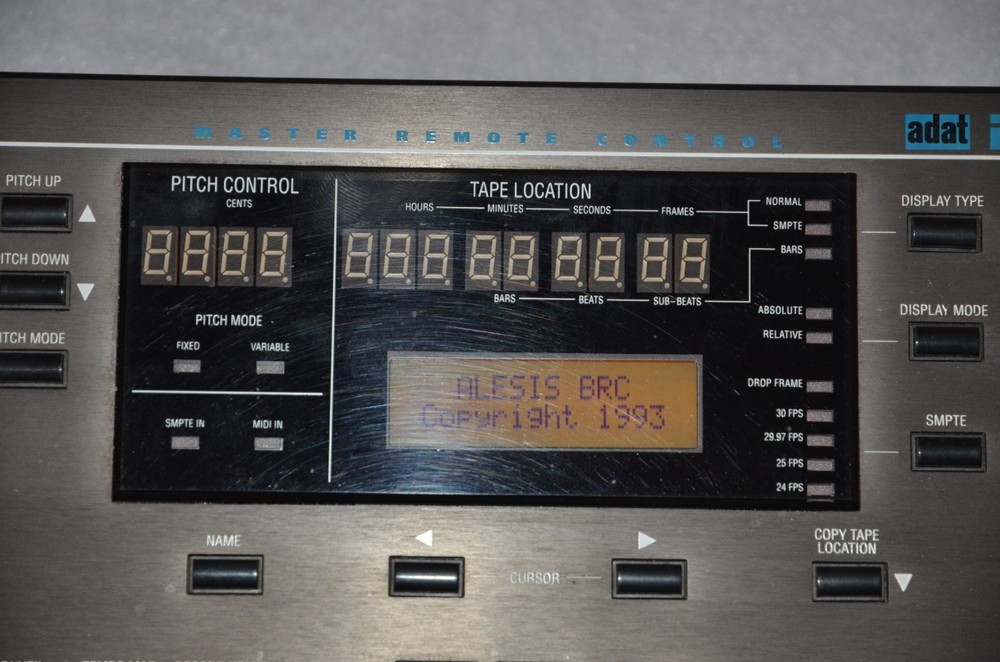 MASTER REMOTE CONTROL
adat
PITCH UP
PITCH CONTROL
CENTS
TAPE LOCATION
HOURS MINUTES SECONDS FRAMES
NORMAL
SMPTE
BARS
DISPLAY TYPE
PITCH DOWN
BARS BEATS SUB-BEATS
ABSOLUTE
RELATIVE
DISPLAY MODE
PITCH MODE
ITCH MODE
FIXED VARIABLE
ALESIS BRC
Copyright 1993
DROP FRAME
30 FPS
29.97 FPS
25 FPS
24 FPS
SMPTE
SMPTE IN MIDI IN
NAME
CURSOR
COPY TAPE
LOCATION